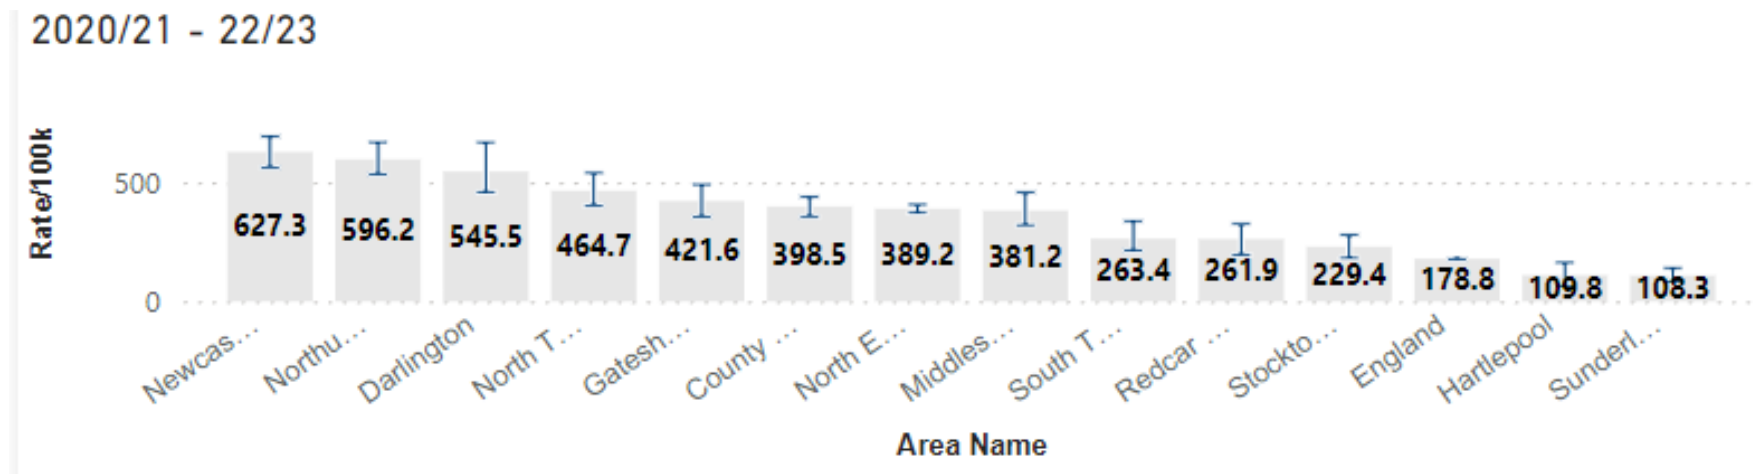 2020/21 - 22/23
Rate/100k
500
0
627.3 596.2 545.5 464.7 421.6 398.5 389.2 381.2 263.4 261.9 229.4 178.8 109.8 108.3
Newcas... Northu... Darlington North T... Gatesh... County ... North E... Middles... South T... Redcar ... Stockto... England Hartlepool Sunderl...
Area Name